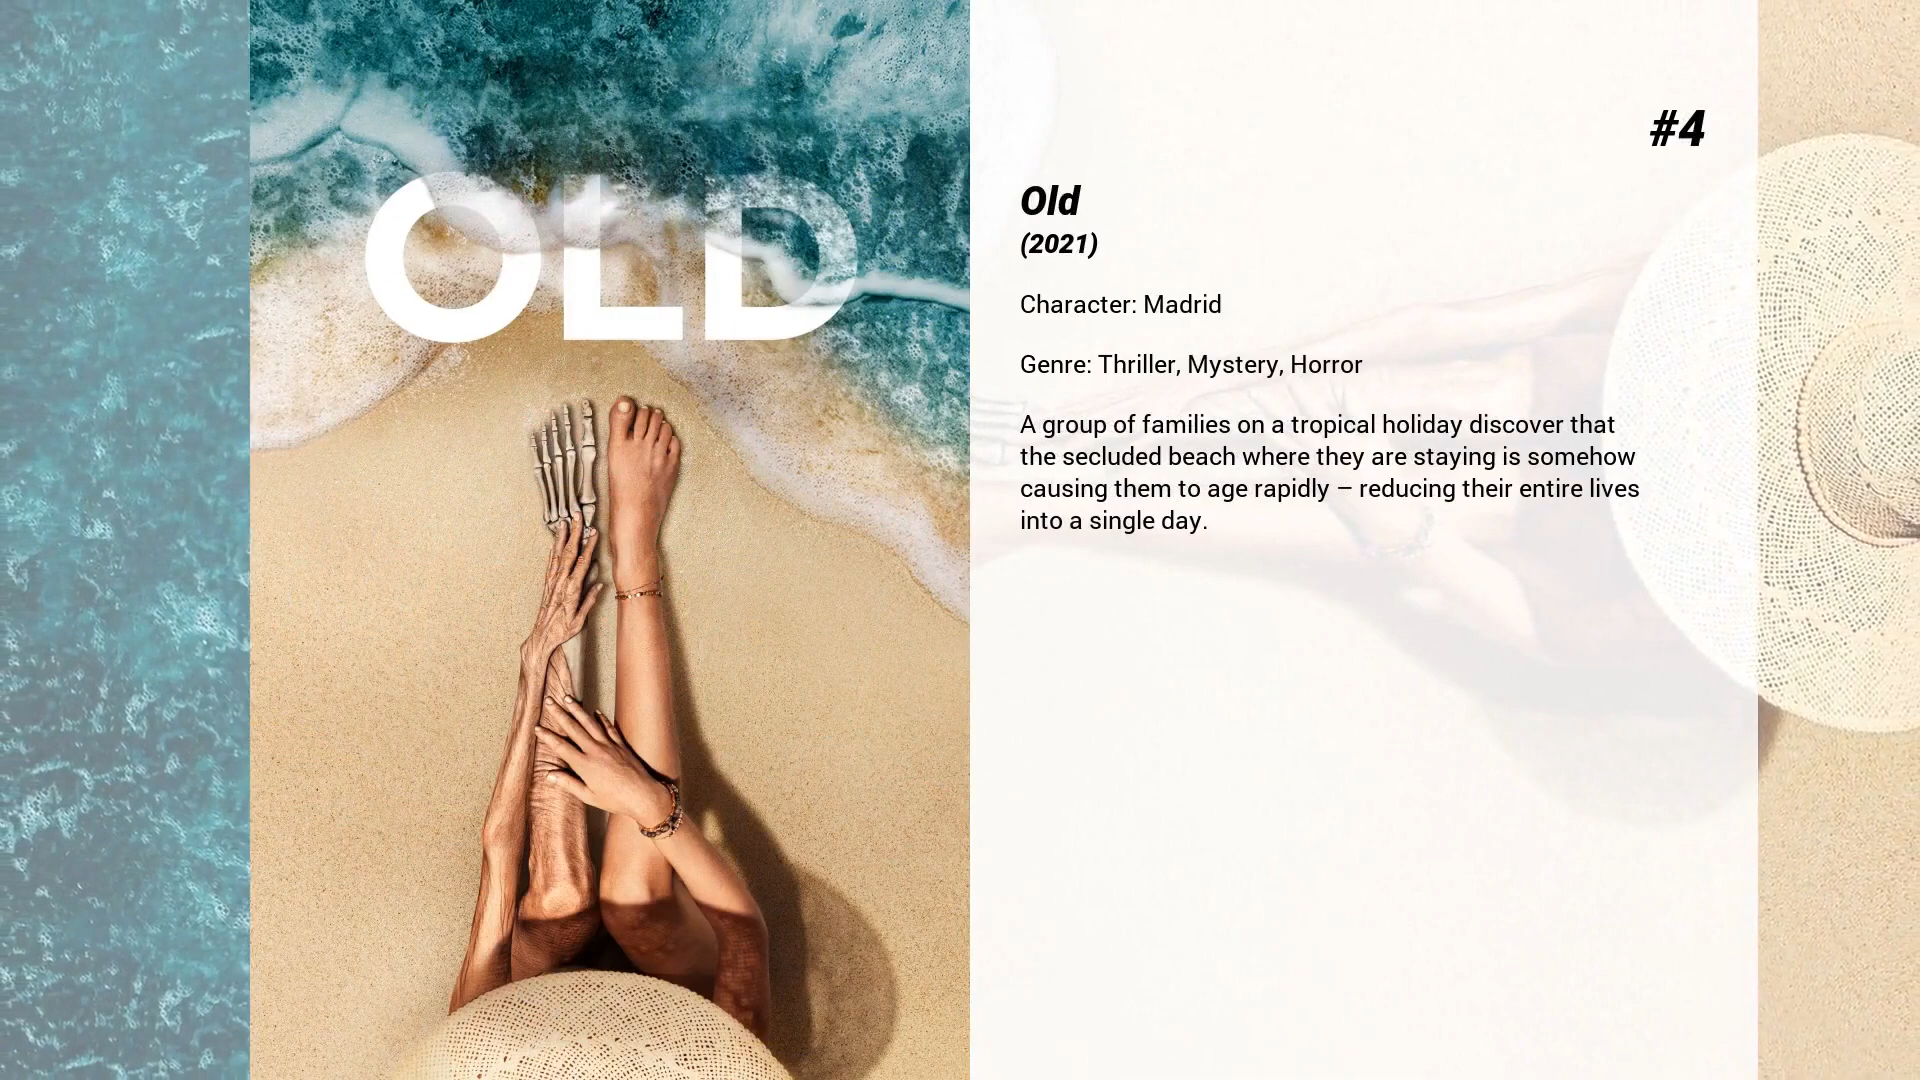 OLD
#4
Old
(2021)
Character: Madrid
Genre: Thriller, Mystery, Horror
A group of families on a tropical holiday discover that
the secluded beach where they are staying is somehow
causing them to age rapidly – reducing their entire lives
into a single day.